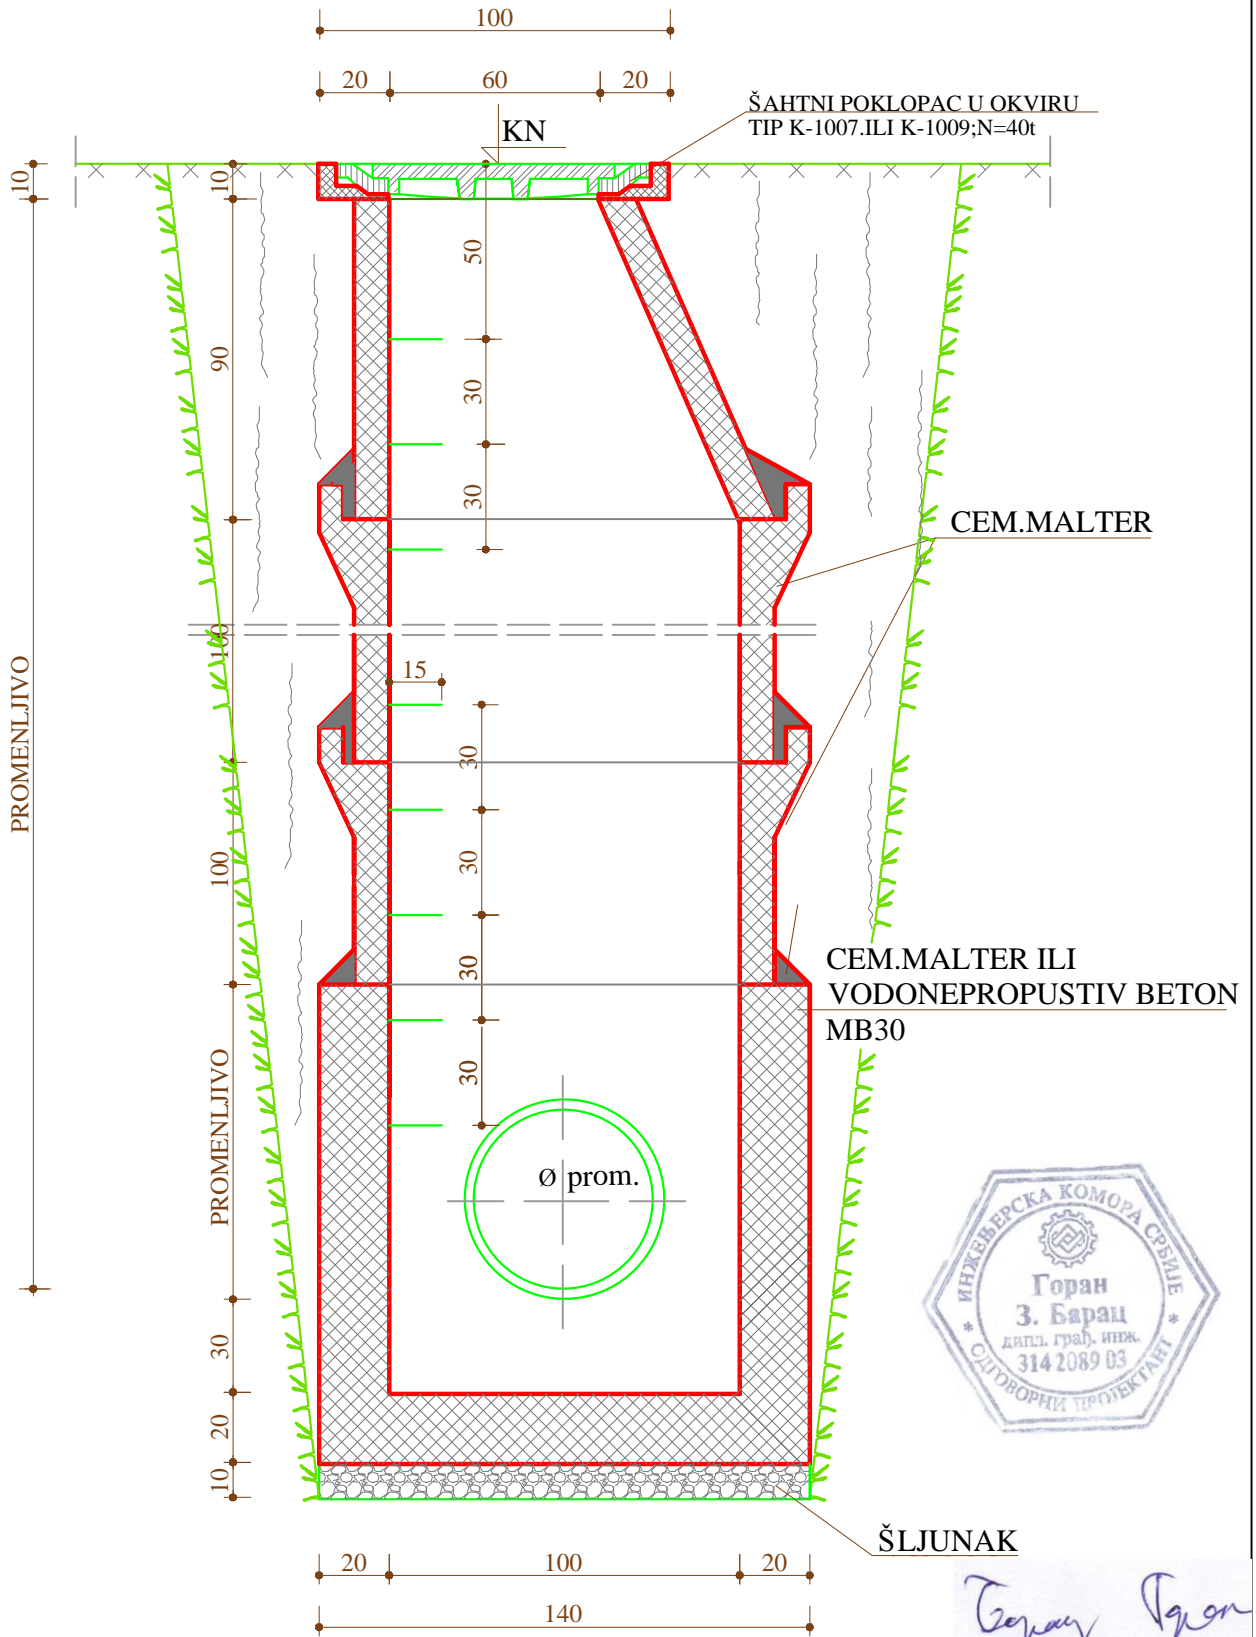 100
20 60 20
ŠAHTNI POKLOPAC U OKVIRU
TIP K-1007.ILI K-1009;N=40t
KN
10
10
50
90
30
30
CEM.MALTER
100
15
PROMENLJIVO
30
100
30
30
CEM.MALTER ILI
VODONEPROPUSTIV BETON
MB30
30
PROMENLJIVO
Ø prom.
ИНЖЕЊЕРСКА КОМОРА СРБИЈЕ
Горан
З. Барац
дипл. грађ. инж.
314 2089 03
* ОДГОВОРНИ ПРОЈЕКТАНТ *
30
20
10
ŠLJUNAK
20 100 20
140